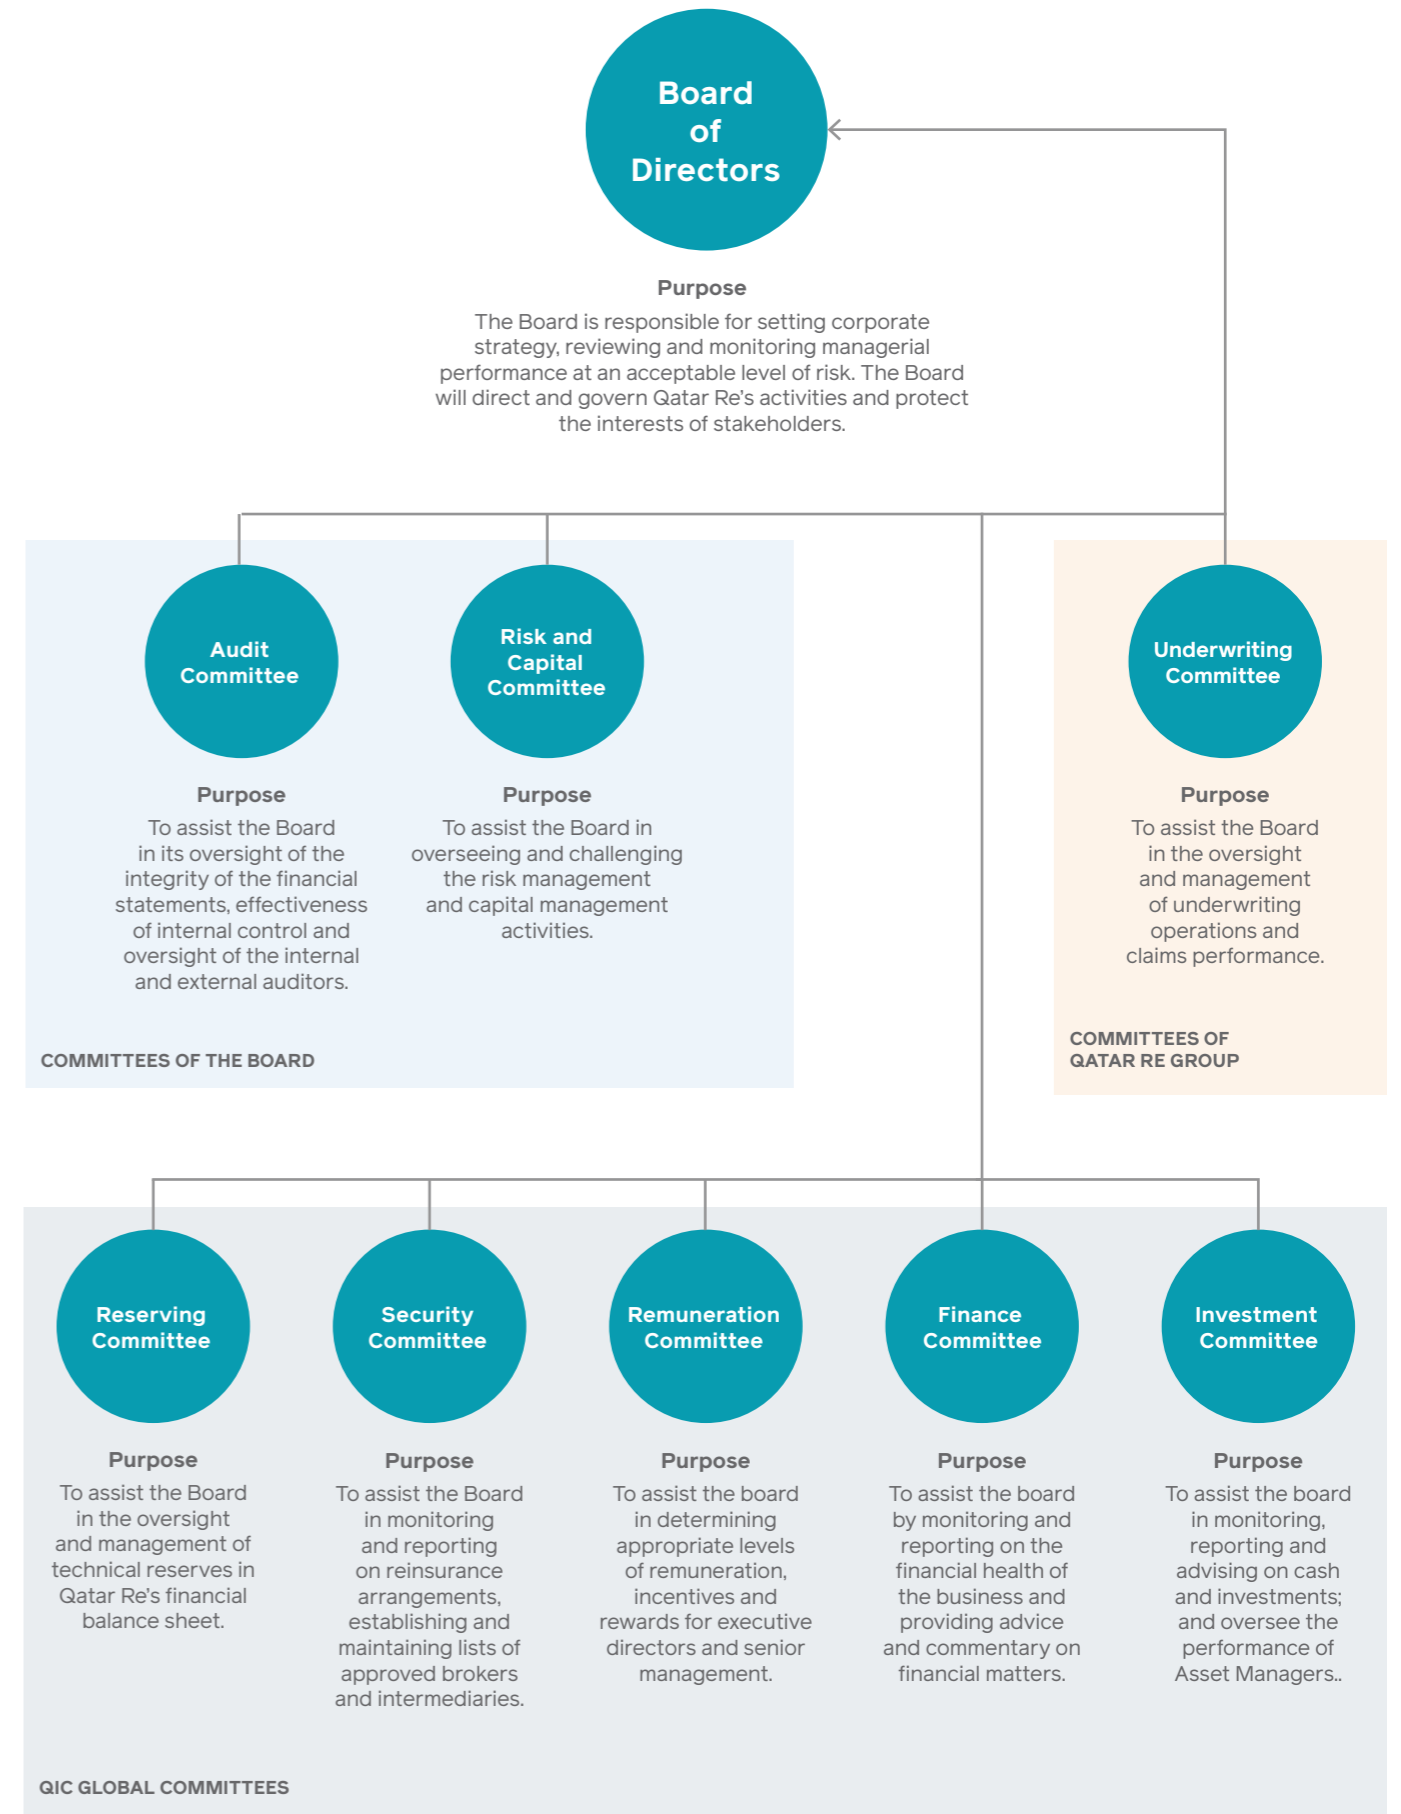 Board
of
Directors
Purpose
The Board is responsible for setting corporate
strategy, reviewing and monitoring managerial
performance at an acceptable level of risk. The Board
will direct and govern Qatar Re’s activities and protect
the interests of stakeholders.
Audit
Committee
Purpose
To assist the Board
in its oversight of the
integrity of the financial
statements, effectiveness
of internal control and
oversight of the internal
and external auditors.
Risk and
Capital
Committee
Purpose
To assist the Board in
overseeing and challenging
the risk management
and capital management
activities.
COMMITTEES OF THE BOARD
Underwriting
Committee
Purpose
To assist the Board
in the oversight
and management
of underwriting
operations and
claims performance.
COMMITTEES OF
QATAR RE GROUP
Reserving
Committee
Purpose
To assist the Board
in the oversight
and management of
technical reserves in
Qatar Re’s financial
balance sheet.
Security
Committee
Purpose
To assist the Board
in monitoring
and reporting
on reinsurance
arrangements,
establishing and
maintaining lists of
approved brokers
and intermediaries.
Remuneration
Committee
Purpose
To assist the board
in determining
appropriate levels
of remuneration,
incentives and
rewards for executive
directors and senior
management.
Finance
Committee
Purpose
To assist the board
by monitoring and
reporting on the
financial health of
the business and
providing advice
and commentary on
financial matters.
Investment
Committee
Purpose
To assist the board
in monitoring,
reporting and
advising on cash
and investments;
and oversee the
performance of
Asset Managers..
QIC GLOBAL COMMITTEES